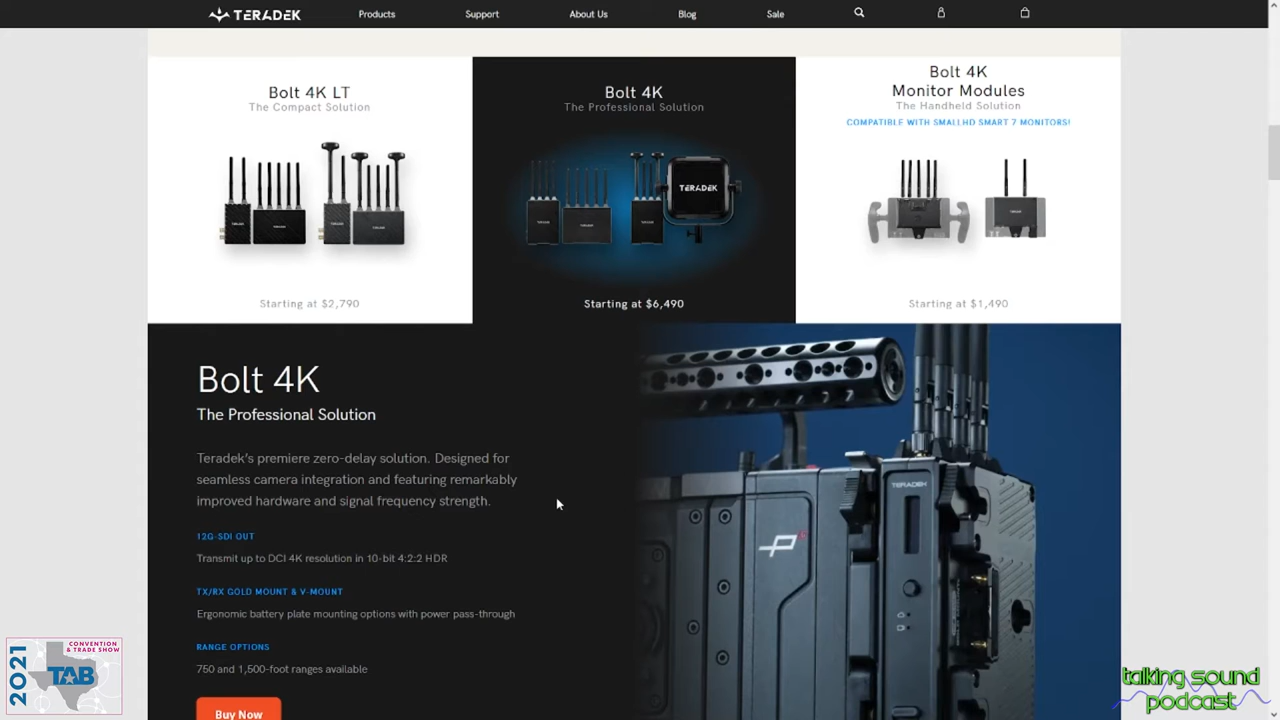 TERADEK
Products
Support
About Us
Blog
Sale
Bolt 4K LT
The Compact Solution
Starting at $2,790
Bolt 4K
The Professional Solution
TERADEK
Starting at $6,490
Bolt 4K
Monitor Modules
The Handheld Solution
COMPATIBLE WITH SMALLHD SMART 7 MONITORS!
Starting at $1,490
Bolt 4K
The Professional Solution
Teradek's premiere zero-delay solution. Designed for
seamless camera integration and featuring remarkably
improved hardware and signal frequency strength.
12G-SDI OUT
Transmit up to DCI 4K resolution in 10-bit 4:2:2 HDR
TX/RX GOLD MOUNT & V-MOUNT
Ergonomic battery plate mounting options with power pass-through
RANGE OPTIONS
750 and 1,500-foot ranges available
Buy Now
TERADEK
2021
CONVENTION
& TRADE SHOW
TAB
talking sound
podcast